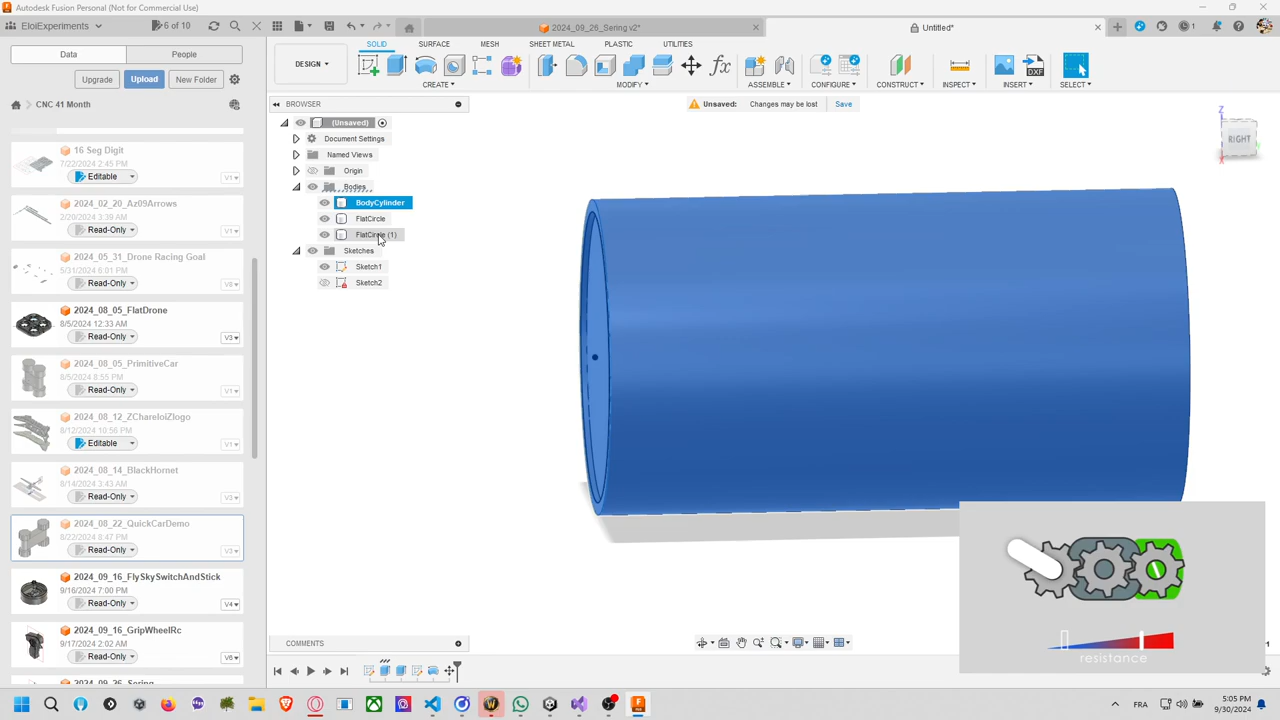 Autodesk Fusion Personal (Not for Commercial Use)
EloiExperiments
6 of 10
2024_09_26_Sering v2*
Untitled*
1
Data
People
DESIGN
SOLID
SURFACE
MESH
SHEET METAL
PLASTIC
UTILITIES
CREATE
MODIFY
ASSEMBLE
CONFIGURE
CONSTRUCT
INSPECT
INSERT
SELECT
DXF
Upgrade
Upload
New Folder
CNC 41 Month
BROWSER
Unsaved:
Changes may be lost
Save
(Unsaved)
Document Settings
Named Views
Origin
Bodies
BodyCylinder
FlatCircle
FlatCircle (1)
Sketches
Sketch1
Sketch2
Z
RIGHT
X
16 Seg Digit
7/22/2024 2:45 PM
Editable
V1
2024_02_20_Az09Arrows
2/20/2024 3:39 AM
Read-Only
V1
2024_05_31_Drone Racing Goal
5/31/2024 6:01 PM
Read-Only
2024_08_05_FlatDrone
8/5/2024 12:33 AM
Read-Only
V3
2024_08_05_PrimitiveCar
8/5/2024 8:55 PM
Read-Only
V1
2024_08_12_ZChareloiZlogo
8/12/2024 10:56 PM
Editable
V1
2024_08_14_BlackHornet
8/14/2024 3:43 AM
Read-Only
2024_08_22_QuickCarDemo
8/22/2024 8:47 PM
Read-Only
V3
2024_09_16_FlySkySwitchAndStick
9/16/2024 7:00 PM
Read-Only
V4
2024_09_16_GripWheelRc
9/17/2024 2:02 AM
Read-Only
V6
resistance
COMMENTS
FRA
5:05 PM
9/30/2024